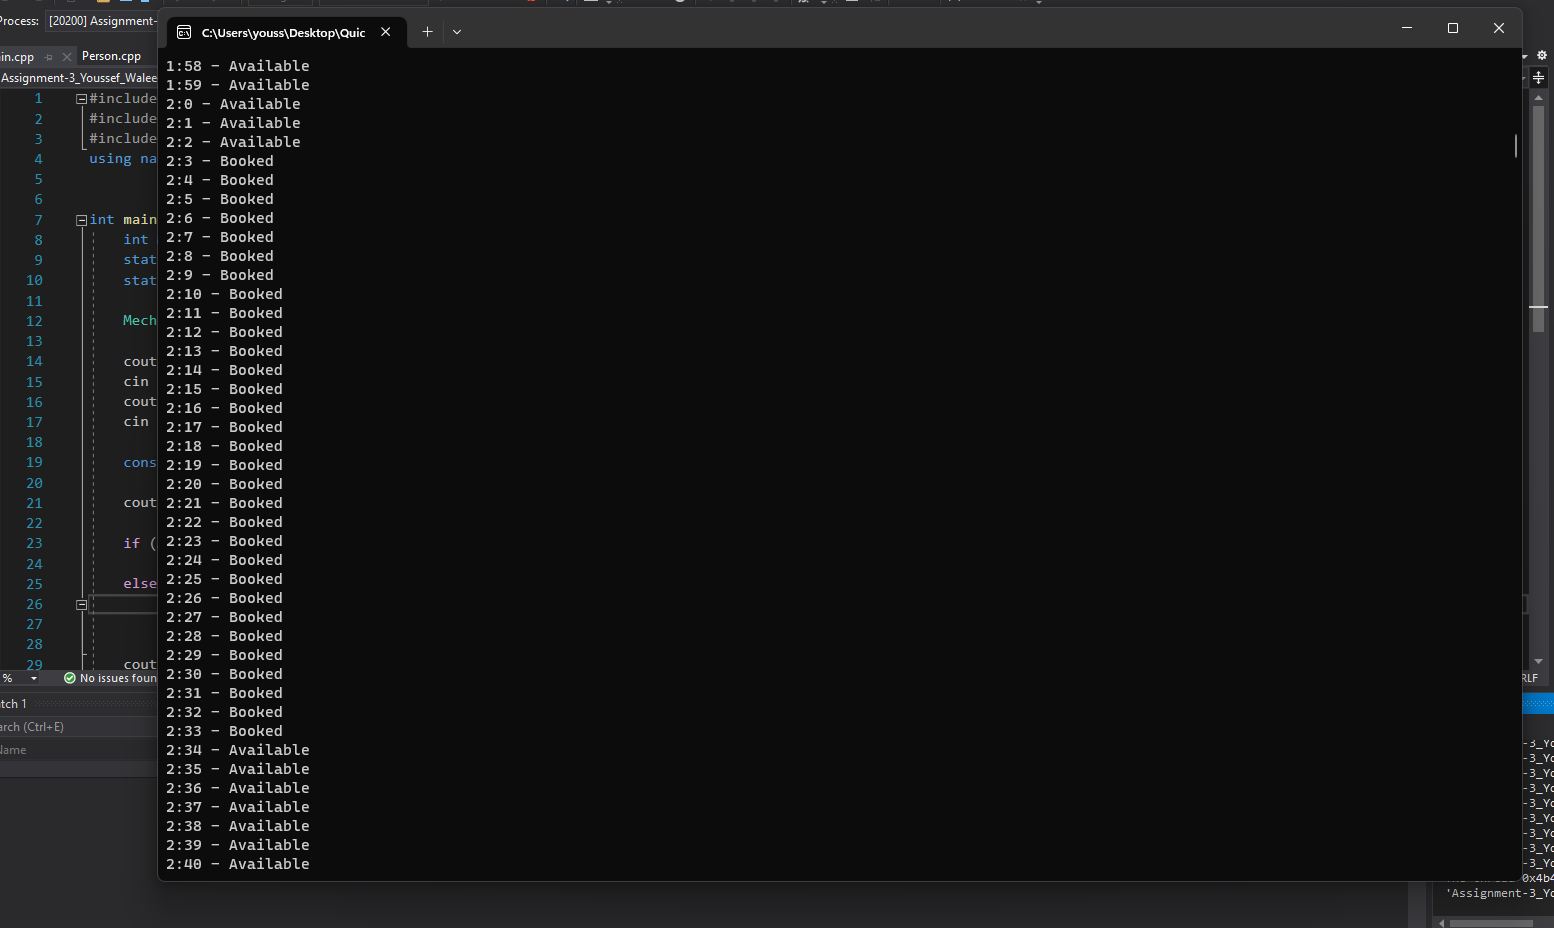 Process: [20200] Assignment-
C:\Users\youss\Desktop\Quic
in.cpp Person.cpp
Assignment-3_Youssef_Walee
1 #include
2 #include
3 #include
4 using na
5
6
7 int main
8 int
9 stat
10 stat
11
12 Mech
13
14 cout
15 cin
16 cout
17 cin
18
19 cons
20
21 cout
22
23 if (
24
25 else
26
27
28
29 cout
% No issues foun
tch 1
arch (Ctrl+E)
Name
1:58 - Available
1:59 - Available
2:0 - Available
2:1 - Available
2:2 - Available
2:3 - Booked
2:4 - Booked
2:5 - Booked
2:6 - Booked
2:7 - Booked
2:8 - Booked
2:9 - Booked
2:10 - Booked
2:11 - Booked
2:12 - Booked
2:13 - Booked
2:14 - Booked
2:15 - Booked
2:16 - Booked
2:17 - Booked
2:18 - Booked
2:19 - Booked
2:20 - Booked
2:21 - Booked
2:22 - Booked
2:23 - Booked
2:24 - Booked
2:25 - Booked
2:26 - Booked
2:27 - Booked
2:28 - Booked
2:29 - Booked
2:30 - Booked
2:31 - Booked
2:32 - Booked
2:33 - Booked
2:34 - Available
2:35 - Available
2:36 - Available
2:37 - Available
2:38 - Available
2:39 - Available
2:40 - Available
RLF
-3_Yo
-3_Yo
-3_Yo
-3_Yo
-3_Yo
-3_Yo
-3_Yo
-3_Yo
-3_Yo
0x4b4
'Assignment-3_Yo